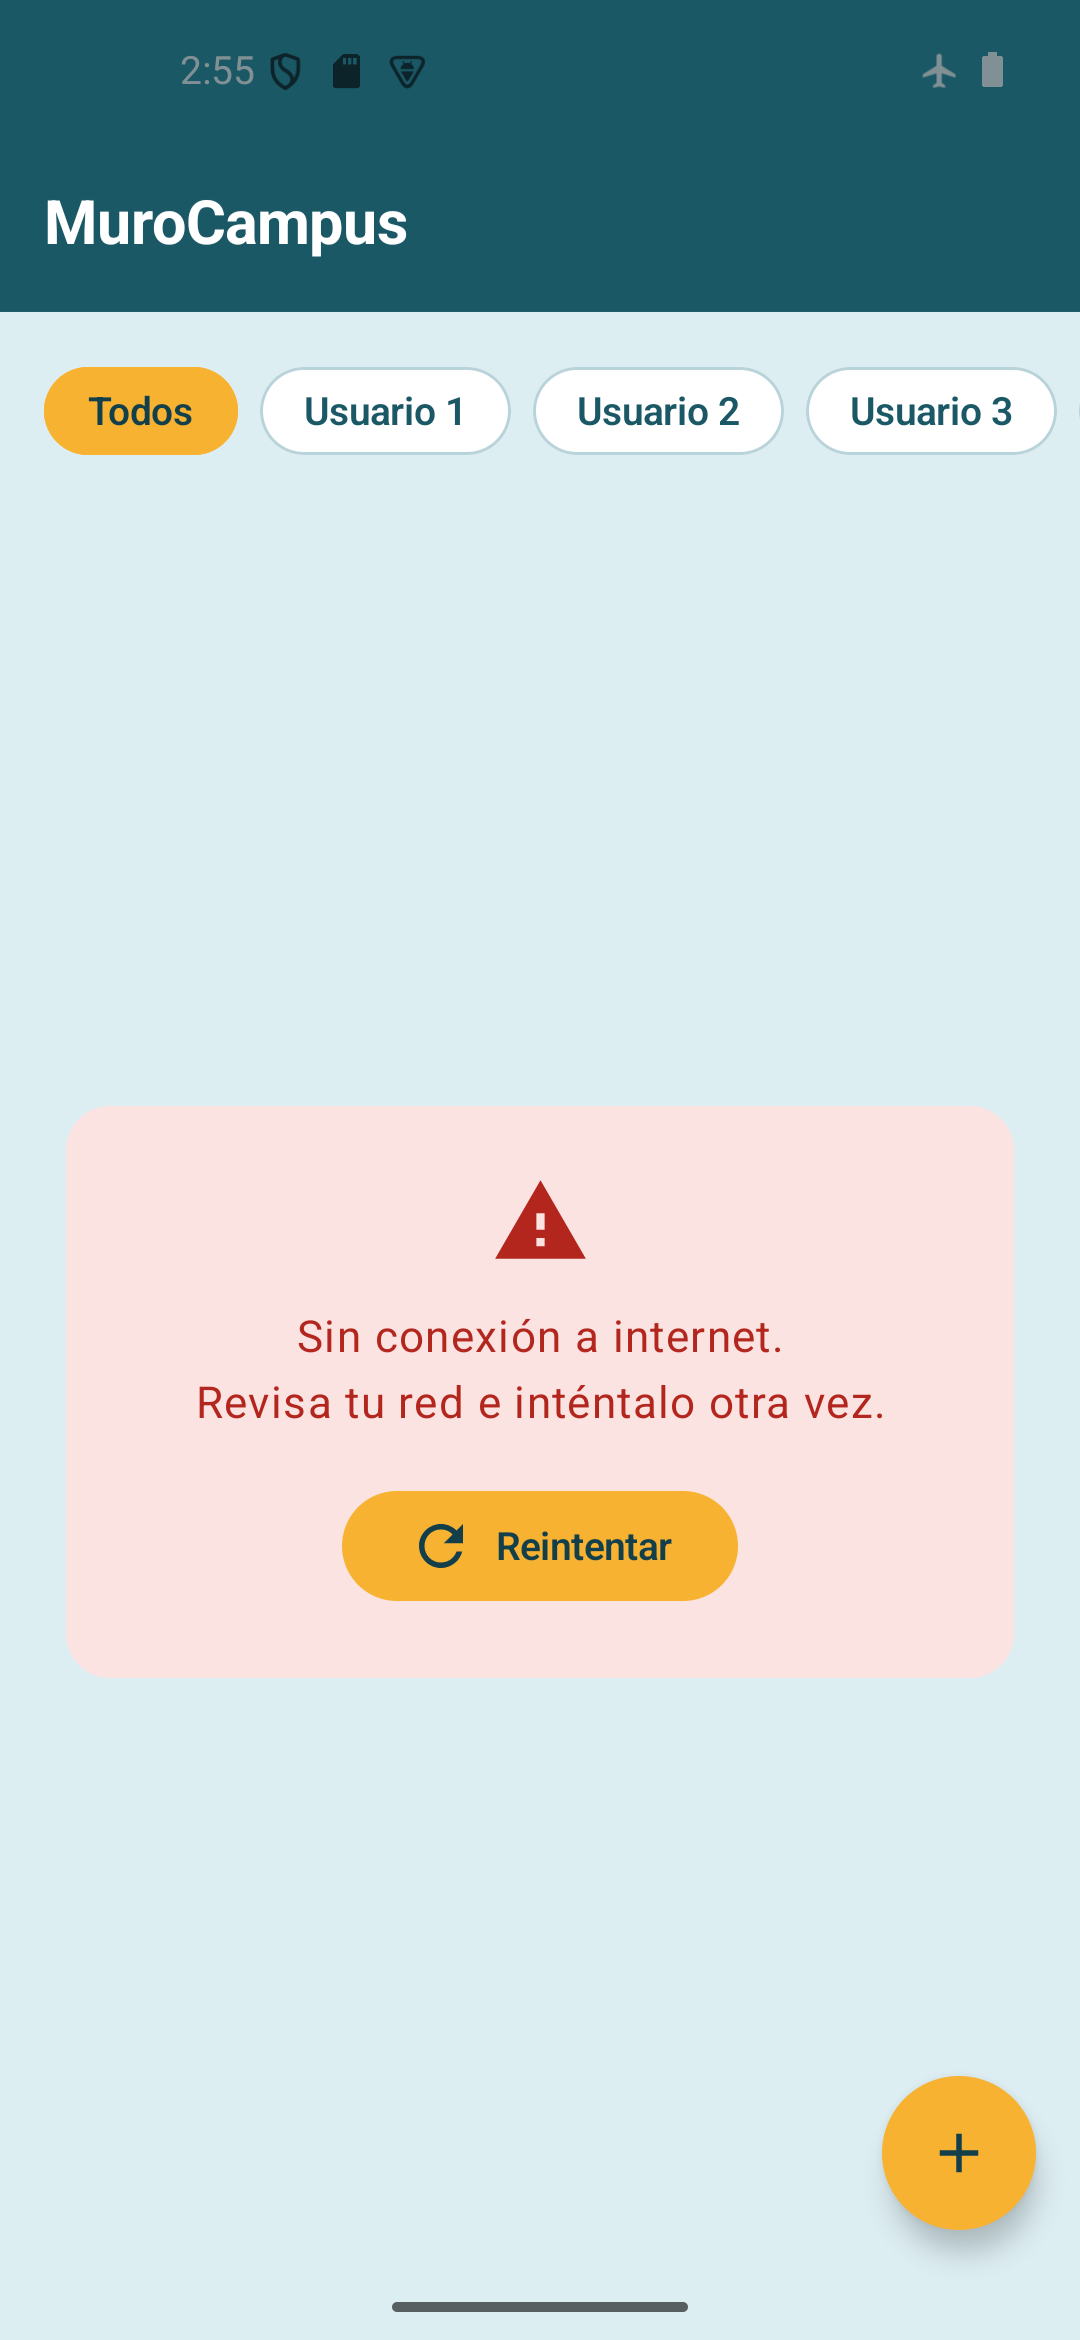 2:55
MuroCampus
Todos
Usuario 1
Usuario 2
Usuario 3
Sin conexión a internet.
Revisa tu red e inténtalo otra vez.
Reintentar